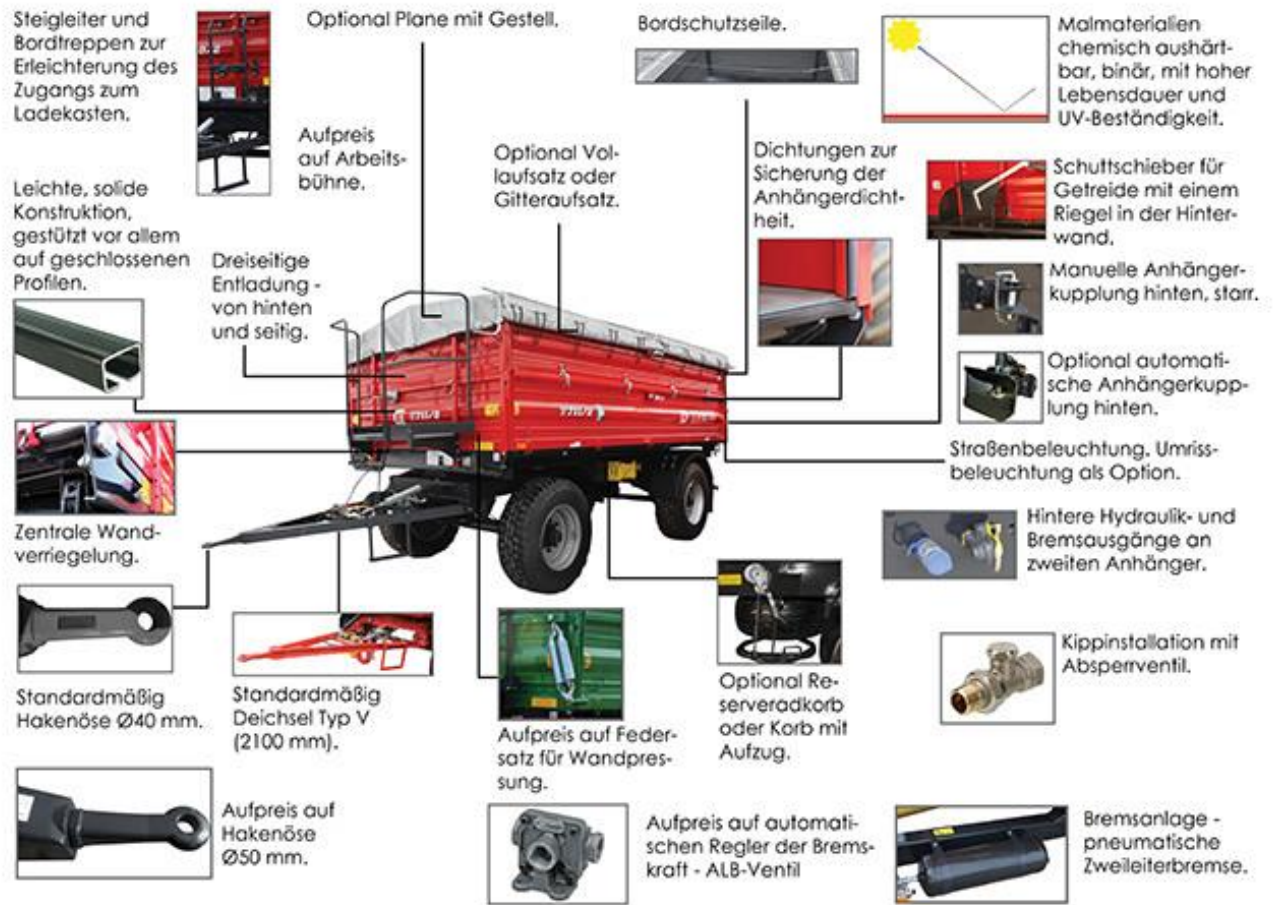 Steigleiter und
Bordtreppen zur
Erleichterung des
Zugangs zum
Ladekasten.
Optional Plane mit Gestell.
Bordschutzseile.
Malmaterialien
chemisch aushärt-
bar, binär, mit hoher
Lebensdauer und
UV-Beständigkeit.
Aufpreis
auf Arbeits-
bühne.
Optional Vol-
laufsatz oder
Gitteraufsatz.
Dichtungen zur
Sicherung der
Anhängerdicht-
heit.
Schuttschieber für
Getreide mit einem
Riegel in der Hinter-
wand.
Leichte, solide
Konstruktion,
gestützt vor allem
auf geschlossenen
Profilen.
Dreiseitige
Entladung -
von hinten
und seitig.
Manuelle Anhänger-
kupplung hinten, starr.
Optional automati-
sche Anhängerkupp-
lung hinten.
Straßenbeleuchtung. Umriss-
beleuchtung als Option.
Zentrale Wand-
verriegelung.
Hintere Hydraulik- und
Bremsausgänge an
zweiten Anhänger.
Standardmäßig
Hakenöse Ø40 mm.
Standardmäßig
Deichsel Typ V
(2100 mm).
Aufpreis auf Feder-
satz für Wandpres-
sung.
Optional Re-
serveradkorb
oder Korb mit
Aufzug.
Kippinstallation mit
Absperrventil.
Aufpreis auf
Hakenöse
Ø50 mm.
Aufpreis auf automati-
schen Regler der Brems-
kraft - ALB-Ventil
Bremsanlage -
pneumatische
Zweileiterbremse.